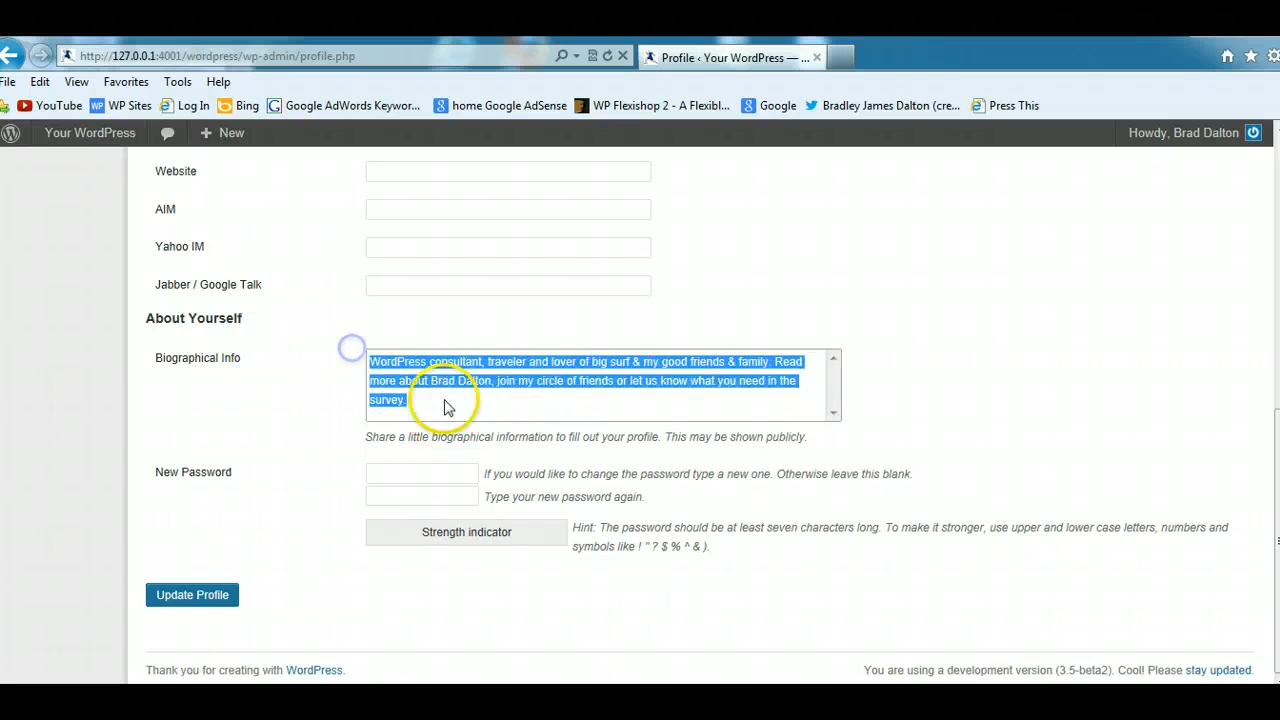 http://127.0.0.1:4001/wordpress/wp-admin/profile.php
Profile ‹ Your WordPress — ...
File Edit View Favorites Tools Help
YouTube WP Sites Log In Bing Google AdWords Keywor... home Google AdSense WP Flexishop 2 - A Flexibl... Google Bradley James Dalton (cre... Press This
Your WordPress + New Howdy, Brad Dalton
Website
AIM
Yahoo IM
Jabber / Google Talk
About Yourself
Biographical Info
WordPress consultant, traveler and lover of big surf & my good friends & family. Read
more about Brad Dalton, join my circle of friends or let us know what you need in the
survey.
Share a little biographical information to fill out your profile. This may be shown publicly.
New Password
If you would like to change the password type a new one. Otherwise leave this blank.
Type your new password again.
Strength indicator
Hint: The password should be at least seven characters long. To make it stronger, use upper and lower case letters, numbers and
symbols like ! " ? $ % ^ & ).
Update Profile
Thank you for creating with WordPress.
You are using a development version (3.5-beta2). Cool! Please stay updated.